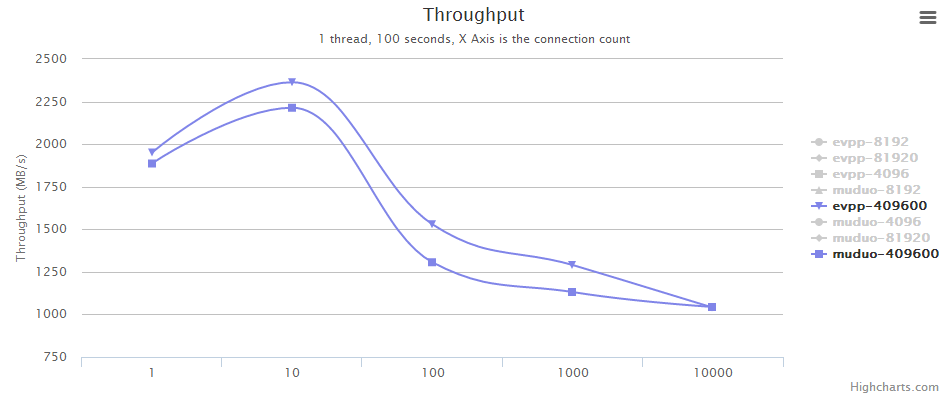 Throughput
1 thread, 100 seconds, X Axis is the connection count
Throughput (MB/s)
2500
2250
2000
1750
1500
1250
1000
750
1
10
100
1000
10000
evpp-8192
evpp-81920
evpp-4096
muduo-8192
evpp-409600
muduo-4096
muduo-81920
muduo-409600
Highcharts.com